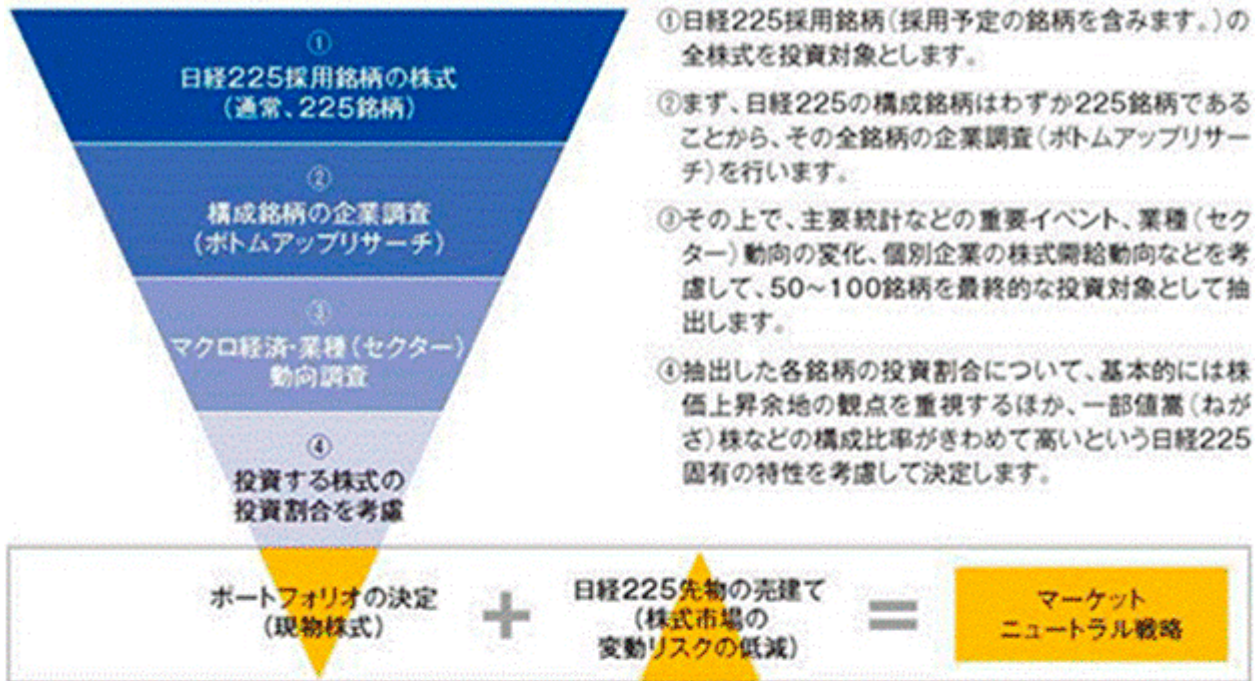 ①
日経225採用銘柄の株式
(通常、225銘柄)
②
構成銘柄の企業調査
(ボトムアップリサーチ)
③
マクロ経済・業種(セクター)
動向調査
④
投資する株式の
投資割合を考慮
①日経225採用銘柄(採用予定の銘柄を含みます。)の
全株式を投資対象とします。
②まず、日経225の構成銘柄はわずか225銘柄である
ことから、その全銘柄の企業調査(ボトムアップリサー
チ)を行います。
③その上で、主要統計などの重要イベント、業種(セク
ター)動向の変化、個別企業の株式需給動向などを考
慮して、50〜100銘柄を最終的な投資対象として抽
出します。
④抽出した各銘柄の投資割合について、基本的には株
価上昇余地の観点を重視するほか、一部値嵩(ねが
さ)株などの構成比率がきわめて高いという日経225
固有の特性を考慮して決定します。
ポートフォリオの決定
(現物株式)
+
日経225先物の売建て
(株式市場の
変動リスクの低減)
=
マーケット
ニュートラル戦略